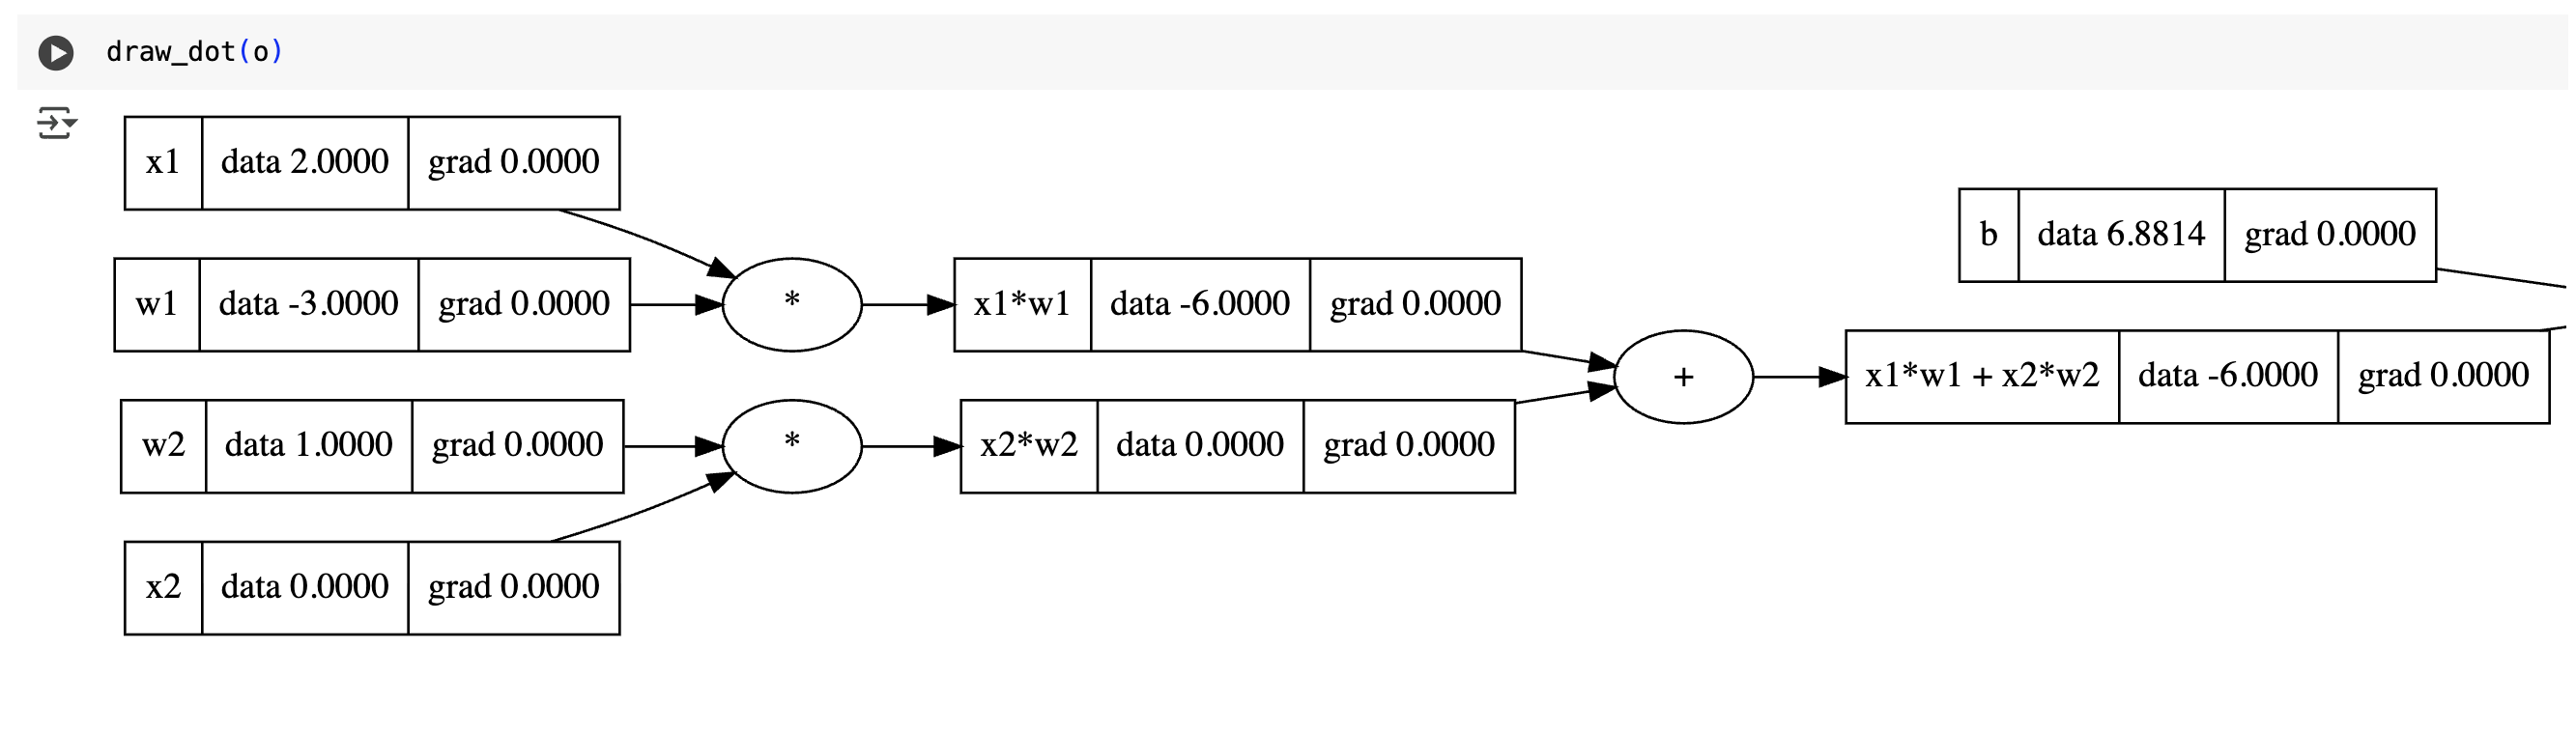 draw_dot(o)
x1 data 2.0000 grad 0.0000
b data 6.8814 grad 0.0000
w1 data -3.0000 grad 0.0000
*
x1*w1 data -6.0000 grad 0.0000
+
x1*w1 + x2*w2 data -6.0000 grad 0.0000
w2 data 1.0000 grad 0.0000
*
x2*w2 data 0.0000 grad 0.0000
x2 data 0.0000 grad 0.0000